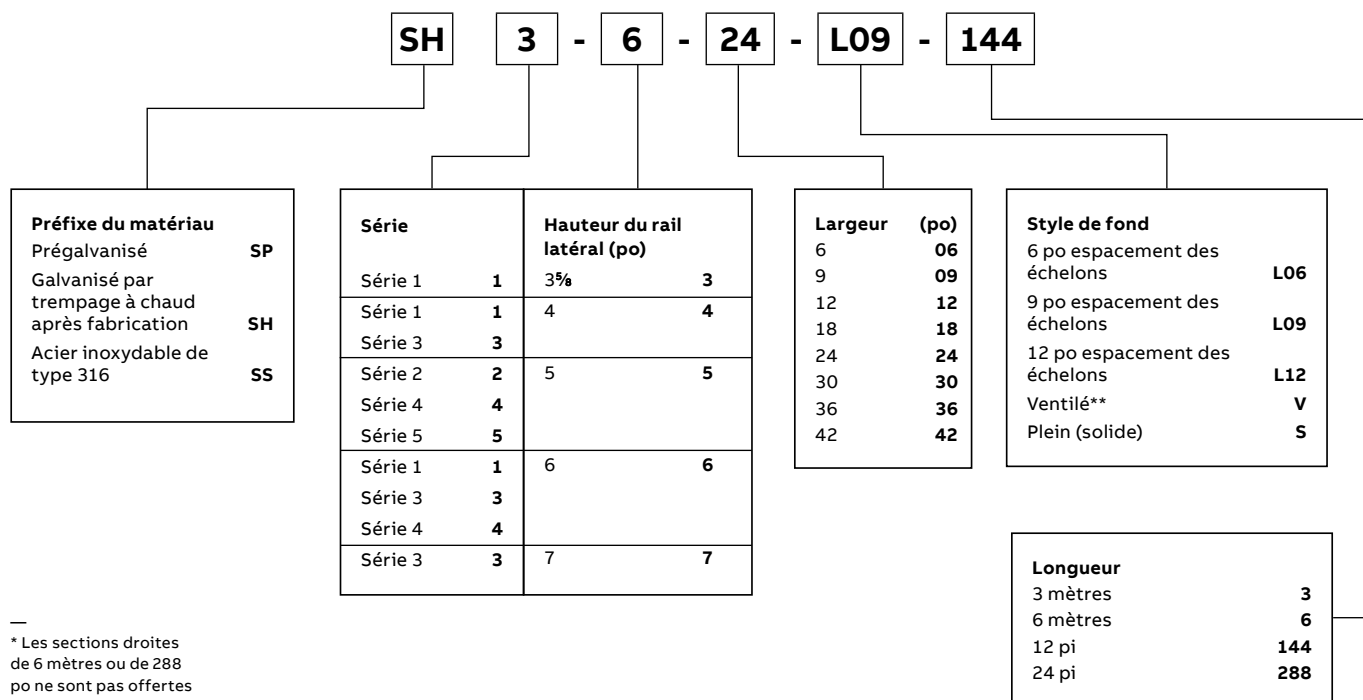 SH 3 - 6 - 24 - L09 - 144
Préfixe du matériau
Prégalvanisé SP
Galvanisé par
trempage à chaud
après fabrication SH
Acier inoxydable de
type 316 SS
Série Hauteur du rail
latéral (po)
Série 1 1 3⅝ 3
Série 1 1 4 4
Série 3 3
Série 2 2 5 5
Série 4 4
Série 5 5
Série 1 1 6 6
Série 3 3
Série 4 4
Série 3 3 7 7
Largeur (po)
6 06
9 09
12 12
18 18
24 24
30 30
36 36
42 42
Style de fond
6 po espacement des
échelons L06
9 po espacement des
échelons L09
12 po espacement des
échelons L12
Ventilé** V
Plein (solide) S
Longueur
3 mètres 3
6 mètres 6
12 pi 144
24 pi 288
—
* Les sections droites
de 6 mètres ou de 288
po ne sont pas offertes